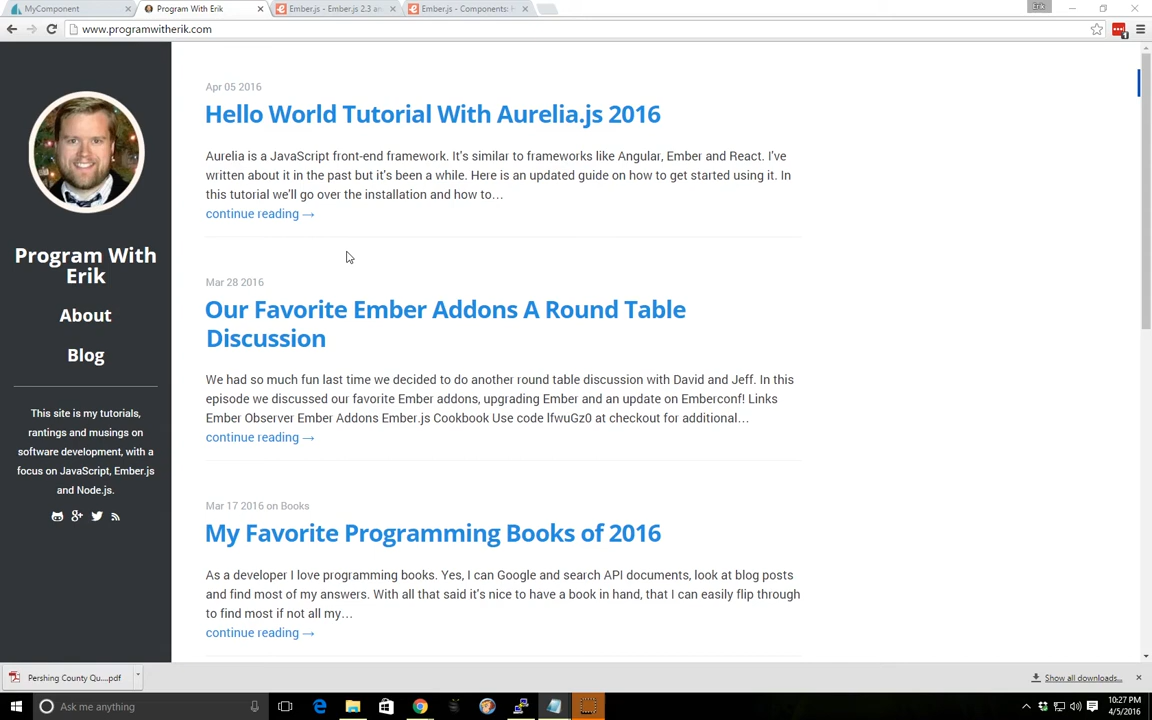 MyComponent
Program With Erik
Ember.js - Ember.js 2.3 an
Ember.js - Components: H
Erik
www.programwitherik.com
1
Program With
Erik
About
Blog
This site is my tutorials,
rantings and musings on
software development, with a
focus on JavaScript, Ember.js
and Node.js.
Apr 05 2016
Hello World Tutorial With Aurelia.js 2016
Aurelia is a JavaScript front-end framework. It's similar to frameworks like Angular, Ember and React. I've
written about it in the past but it's been a while. Here is an updated guide on how to get started using it. In
this tutorial we'll go over the installation and how to…
continue reading →
Mar 28 2016
Our Favorite Ember Addons A Round Table
Discussion
We had so much fun last time we decided to do another round table discussion with David and Jeff. In this
episode we discussed our favorite Ember addons, upgrading Ember and an update on Emberconf! Links
Ember Observer Ember Addons Ember.js Cookbook Use code lfwuGz0 at checkout for additional…
continue reading →
Mar 17 2016 on Books
My Favorite Programming Books of 2016
As a developer I love programming books. Yes, I can Google and search API documents, look at blog posts
and find most of my answers. With all that said it's nice to have a book in hand, that I can easily flip through
to find most if not all my…
continue reading →
Pershing County Qu....pdf
Show all downloads...
Ask me anything
10:27 PM
4/5/2016